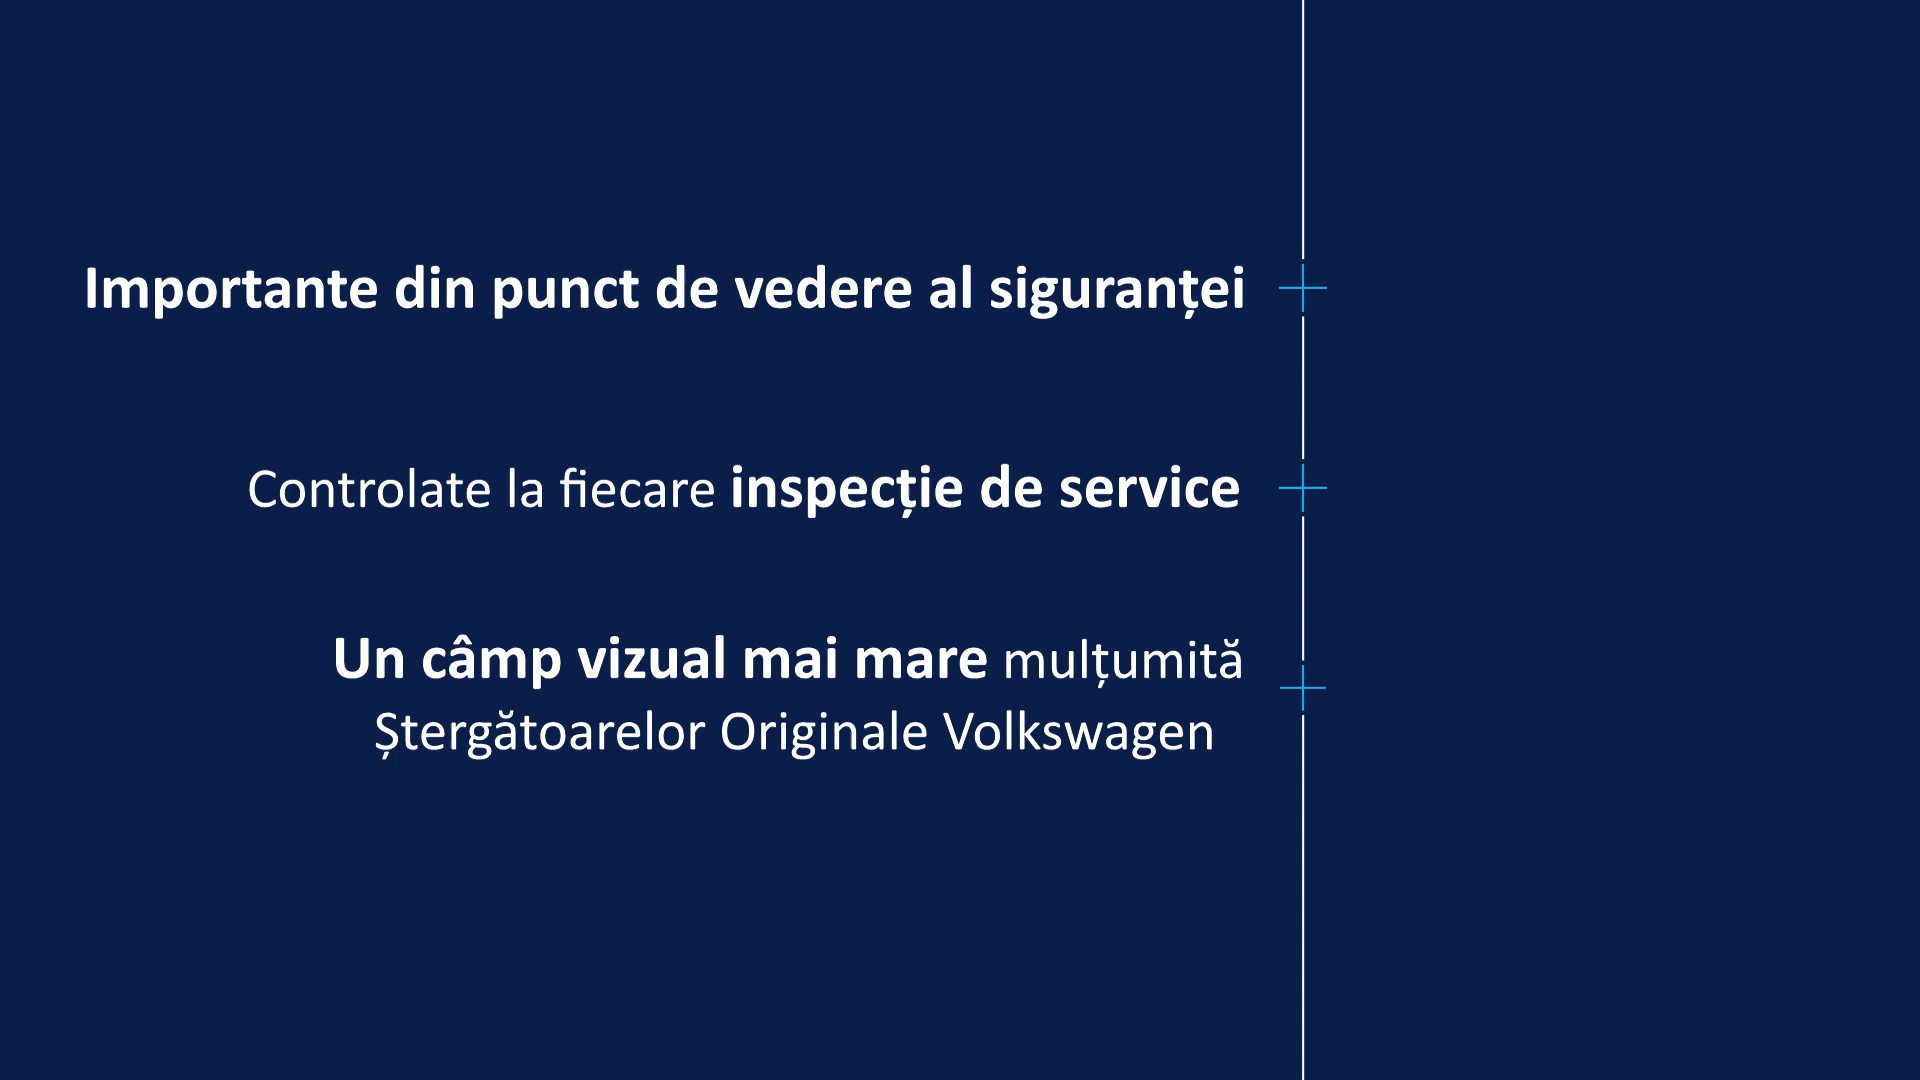 Importante din punct de vedere al siguranței
Controlate la fiecare inspecție de service
Un câmp vizual mai mare mulțumită
Ștergătoarelor Originale Volkswagen